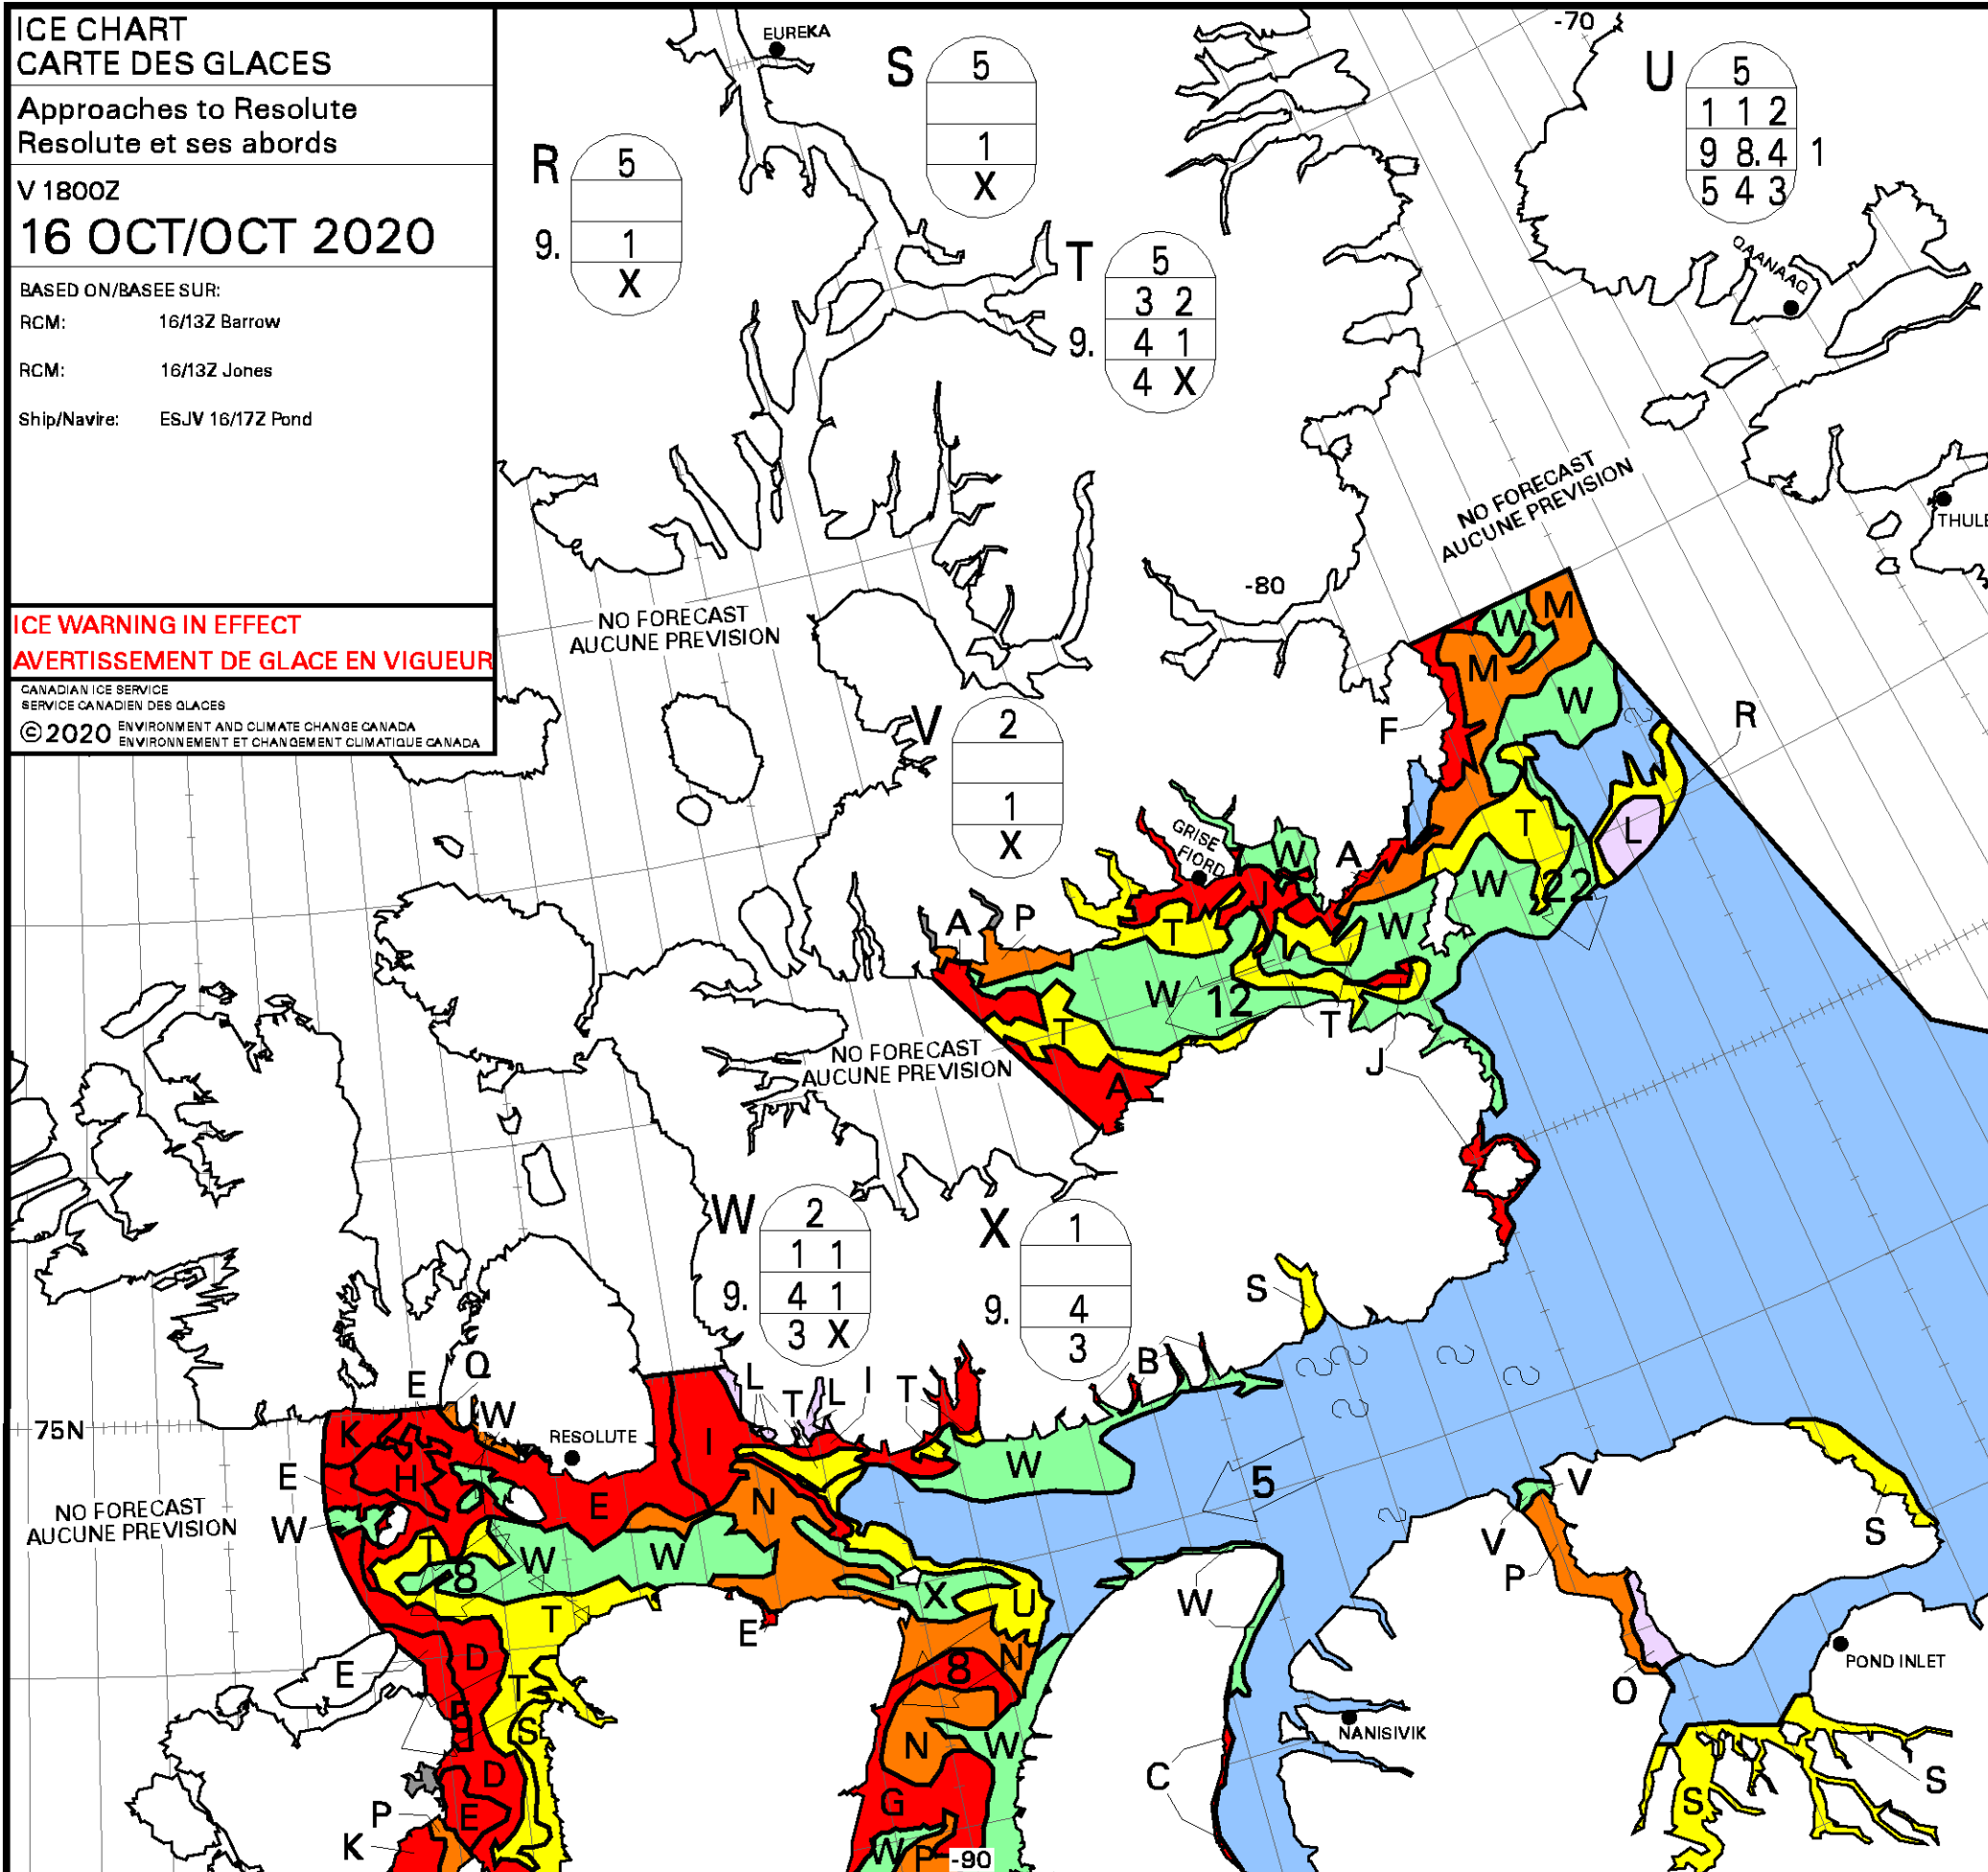 ICE CHART
CARTE DES GLACES
Approaches to Resolute
Resolute et ses abords
V 1800Z
16 OCT/OCT 2020
BASED ON/BASEE SUR:
RCM: 16/13Z Barrow
RCM: 16/13Z Jones
Ship/Navire: ESJV 16/17Z Pond
ICE WARNING IN EFFECT
AVERTISSEMENT DE GLACE EN VIGUEUR
CANADIAN ICE SERVICE
SERVICE CANADIEN DES GLACES
© 2020 ENVIRONMENT AND CLIMATE CHANGE CANADA
ENVIRONNEMENT ET CHANGEMENT CLIMATIQUE CANADA
EUREKA
-70
S
5
1
X
U
5
1 1 2
9 8. 4 1
5 4 3
R
5
9. 1
X
T
5
3 2
9. 4 1
4 X
QAANAAQ
THULE
NO FORECAST
AUCUNE PREVISION
-80
NO FORECAST
AUCUNE PREVISION
V
2
1
X
W
M
M
W
F
R
T
L
GRISE
FIORD
W
A
J
W
22
A
P
T
W
W
12
T
T
J
A
NO FORECAST
AUCUNE PREVISION
W
2
1 1
9. 4 1
3 X
X
1
9. 4
3
S
B
E
Q
W
L
T
L
I
T
75N
K
RESOLUTE
I
H
E
E
N
W
5
V
NO FORECAST
AUCUNE PREVISION
W
T
8
W
W
V
S
P
X
U
W
T
E
E
D
8
N
O
POND INLET
T
5
S
N
W
NANISIVIK
D
C
S
P
E
G
S
K
W
P
-90